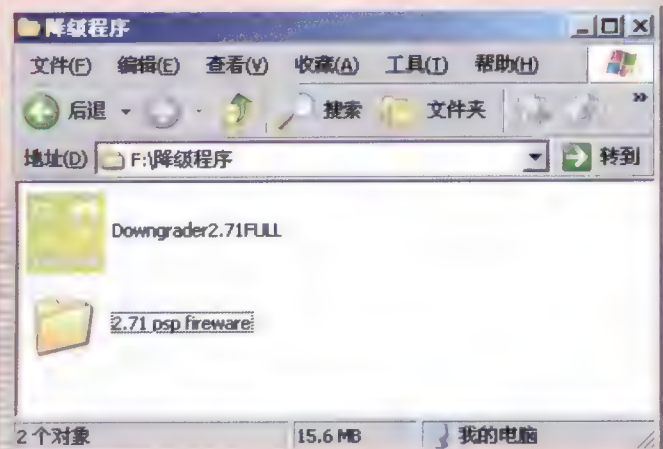 降级程序
文件(F) 编辑(E) 查看(V) 收藏(A) 工具(T) 帮助(H)
后退 搜索 文件夹 »
地址(D) F:\降级程序 转到
Downgrader2.71FULL
2.71 psp fireware
2 个对象 15.6 MB 我的电脑